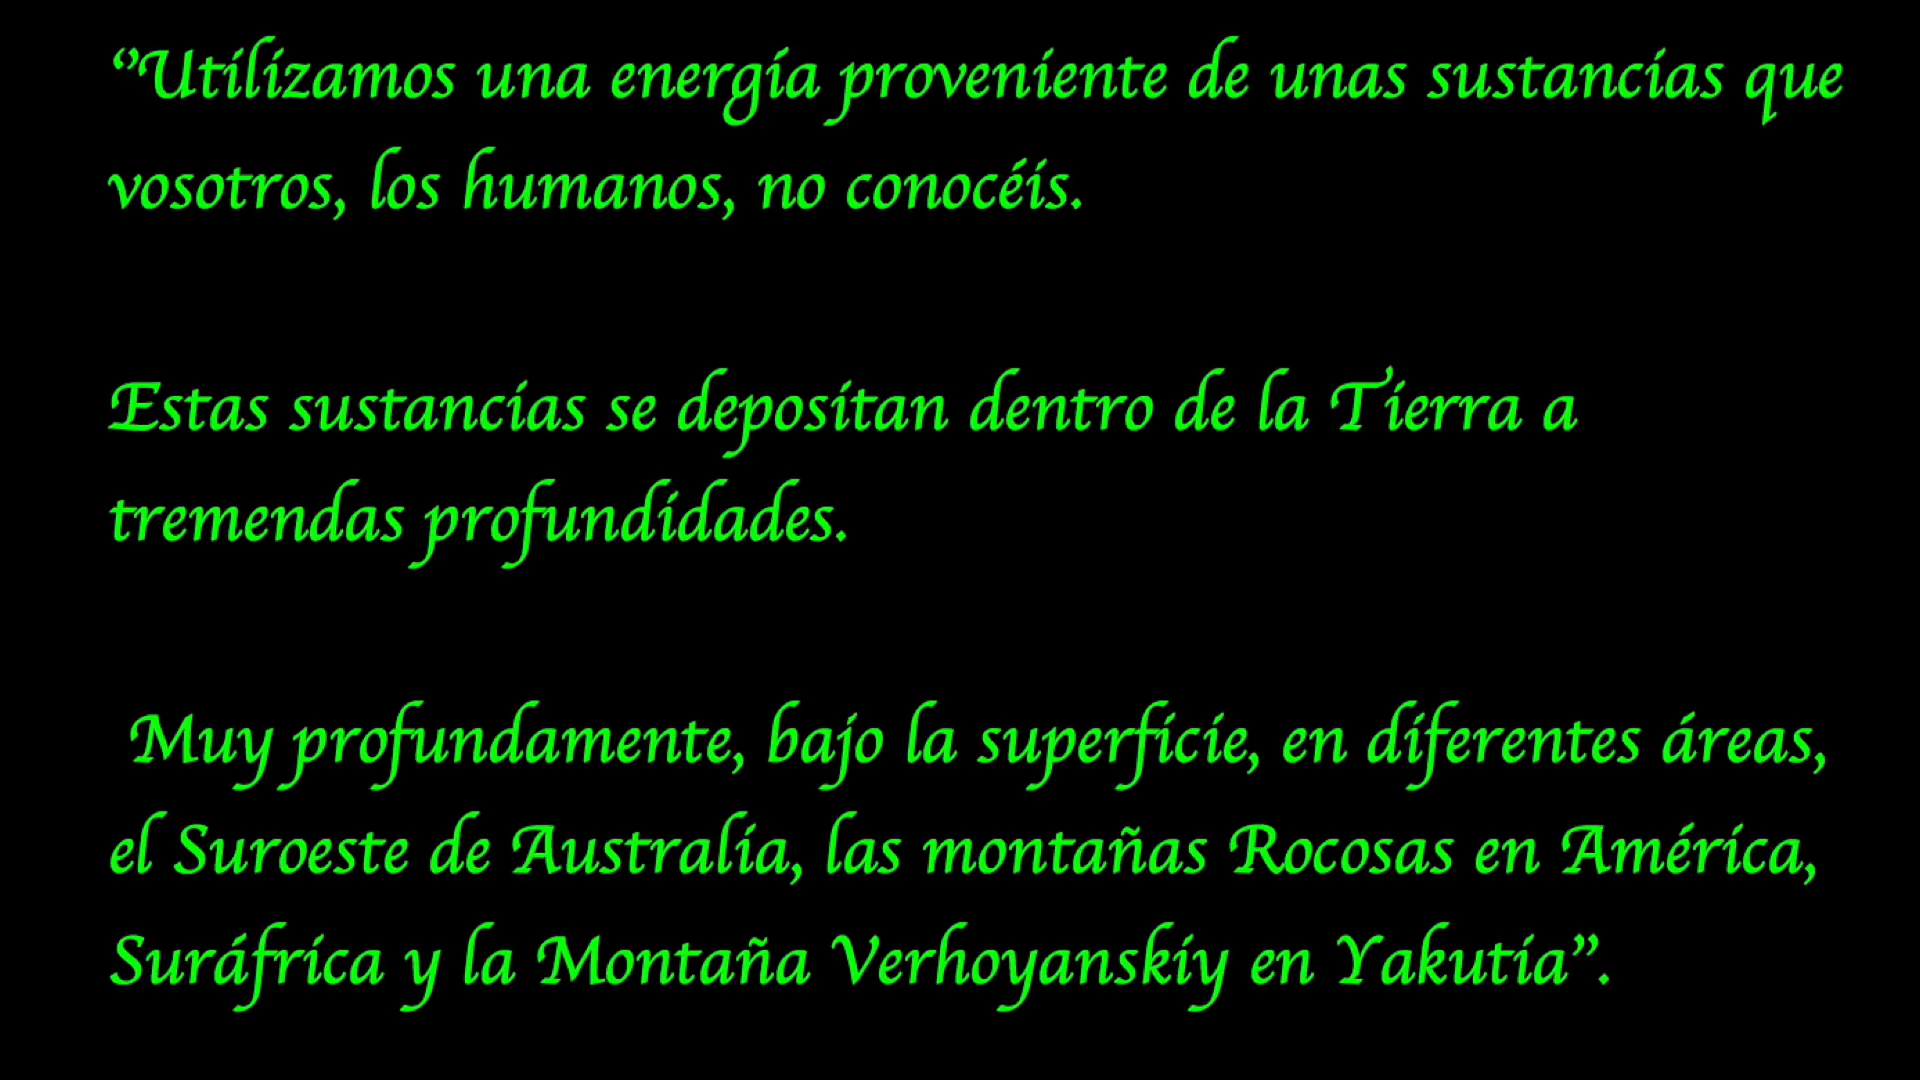 “Utilizamos una energía proveniente de unas sustancias que
vosotros, los humanos, no conocéis.
Estas sustancias se depositan dentro de la Tierra a
tremendas profundidades.
Muy profundamente, bajo la superficie, en diferentes áreas,
el Suroeste de Australia, las montañas Rocosas en América,
Suráfrica y la Montaña Verhoyanskiy en Yakutia”.